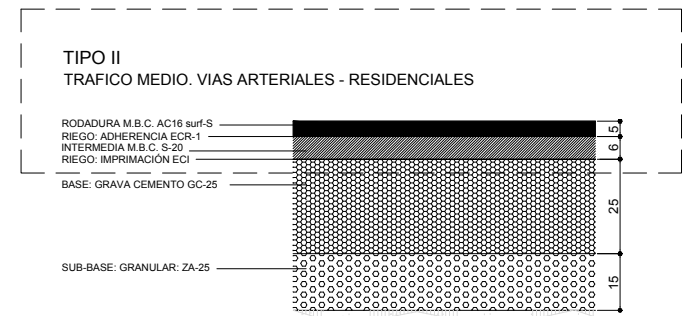 TIPO II
TRAFICO MEDIO. VIAS ARTERIALES - RESIDENCIALES
RODADURA M.B.C. AC16 surf-S
RIEGO: ADHERENCIA ECR-1
INTERMEDIA M.B.C. S-20
RIEGO: IMPRIMACIÓN ECI
BASE: GRAVA CEMENTO GC-25
SUB-BASE: GRANULAR: ZA-25
5
6
25
15